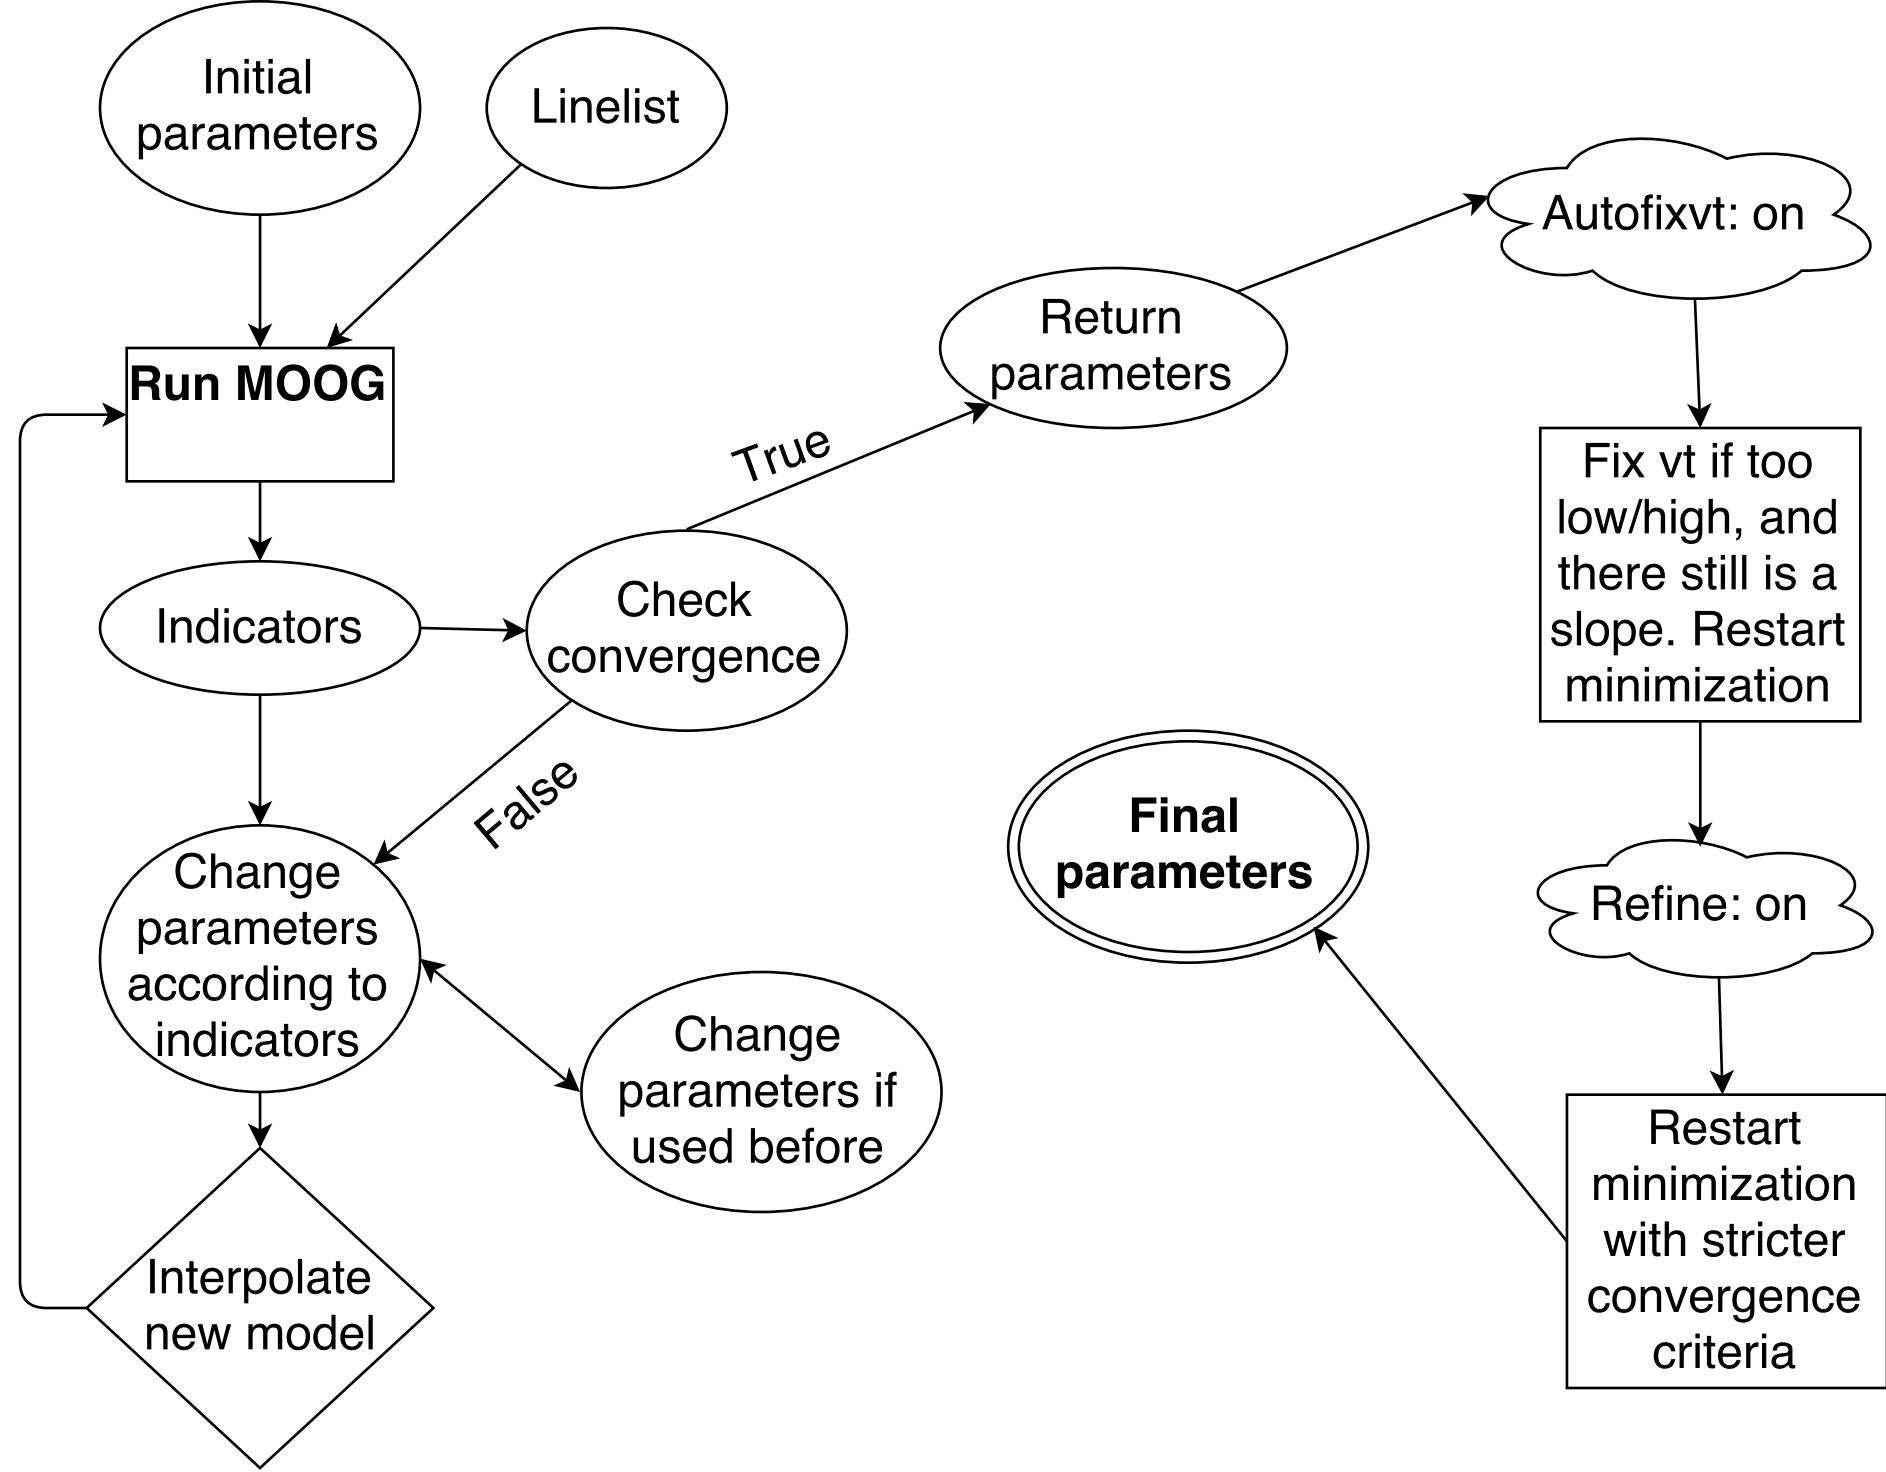 Initial
parameters
Linelist
Run MOOG
Indicators
Check
convergence
True
False
Change
parameters
according to
indicators
Change
parameters if
used before
Interpolate
new model
Return
parameters
Autofixvt: on
Fix vt if too
low/high, and
there still is a
slope. Restart
minimization
Refine: on
Restart
minimization
with stricter
convergence
criteria
Final
parameters